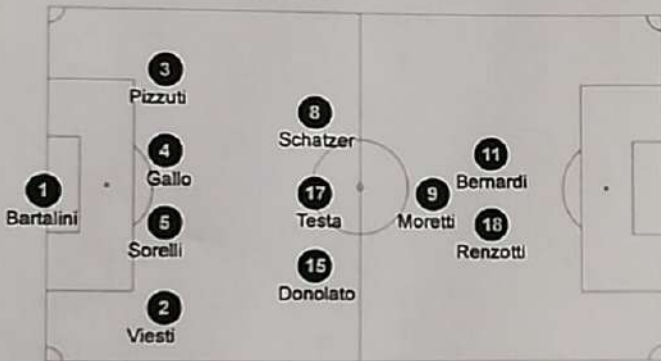 3
Pizzuti
8
Schatzer
4
Gallo
11
Bernardi
1
Bartalini
17
Testa
9
Moretti
5
Sorelli
18
Renzotti
15
Donolato
2
Viesti